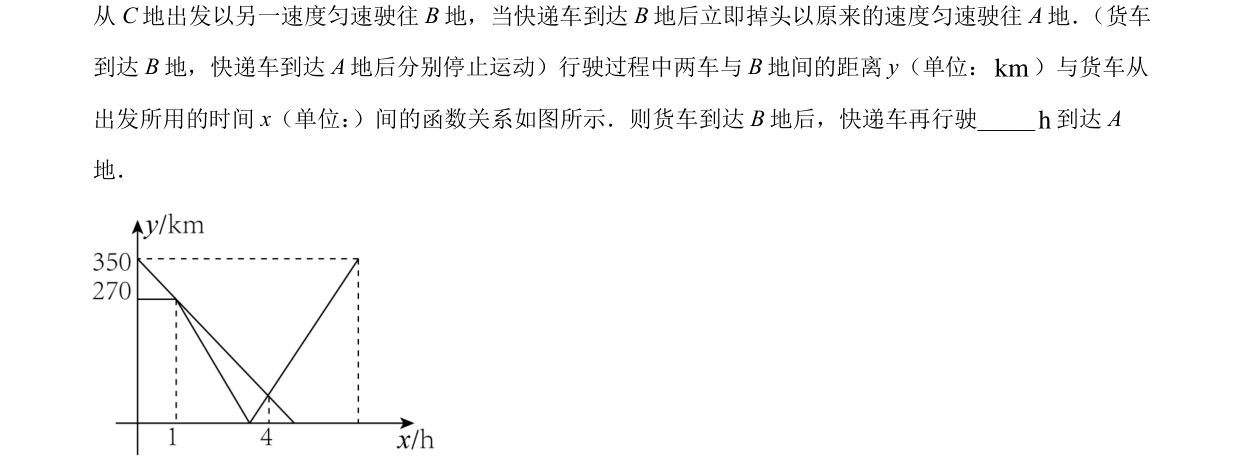 从 C 地出发以另一速度匀速驶往 B 地，当快递车到达 B 地后立即掉头以原来的速度匀速驶往 A 地．（货车
到达 B 地，快递车到达 A 地后分别停止运动）行驶过程中两车与 B 地间的距离 y（单位： km）与货车从
出发所用的时间 x（单位：）间的函数关系如图所示．则货车到达 B 地后，快递车再行驶_____h 到达 A
地．
y/km
350
270
1 4 x/h